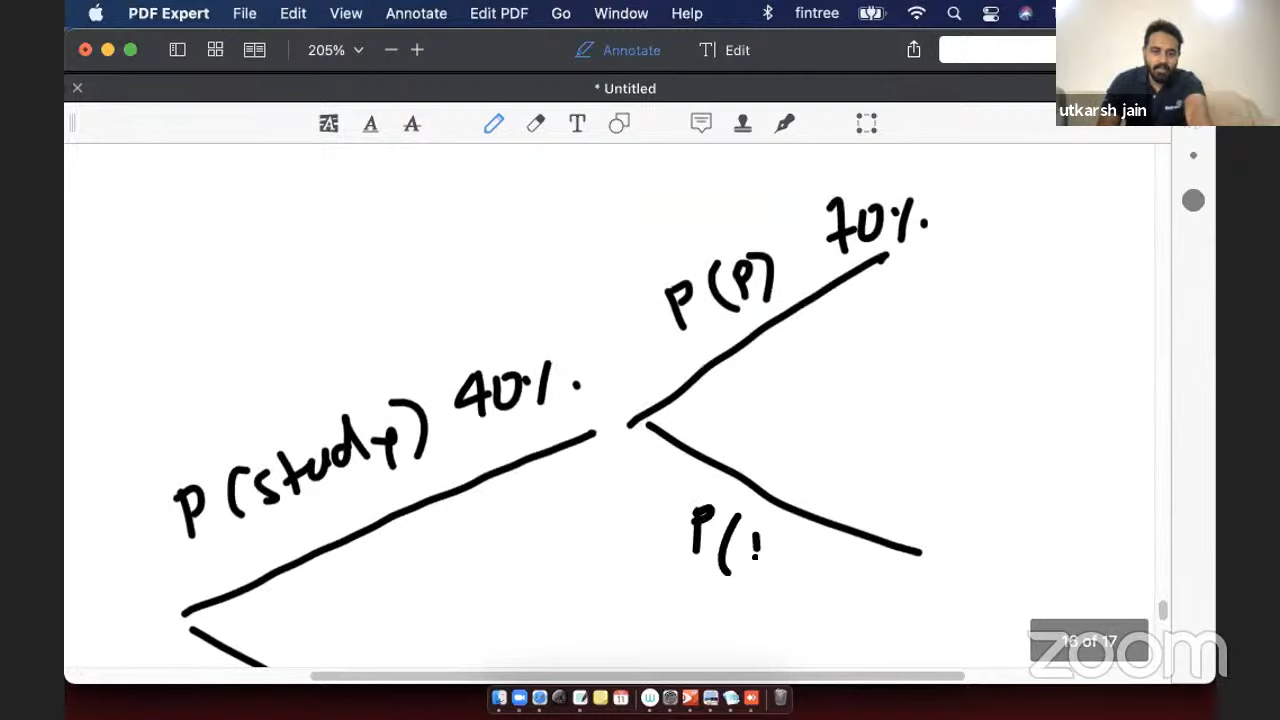 PDF Expert File Edit View Annotate Edit PDF Go Window Help fintree
205% Annotate T| Edit
* Untitled
utkarsh jain
70%.
P(P)
P(study) 40%.
P(
16 of 17
zoom